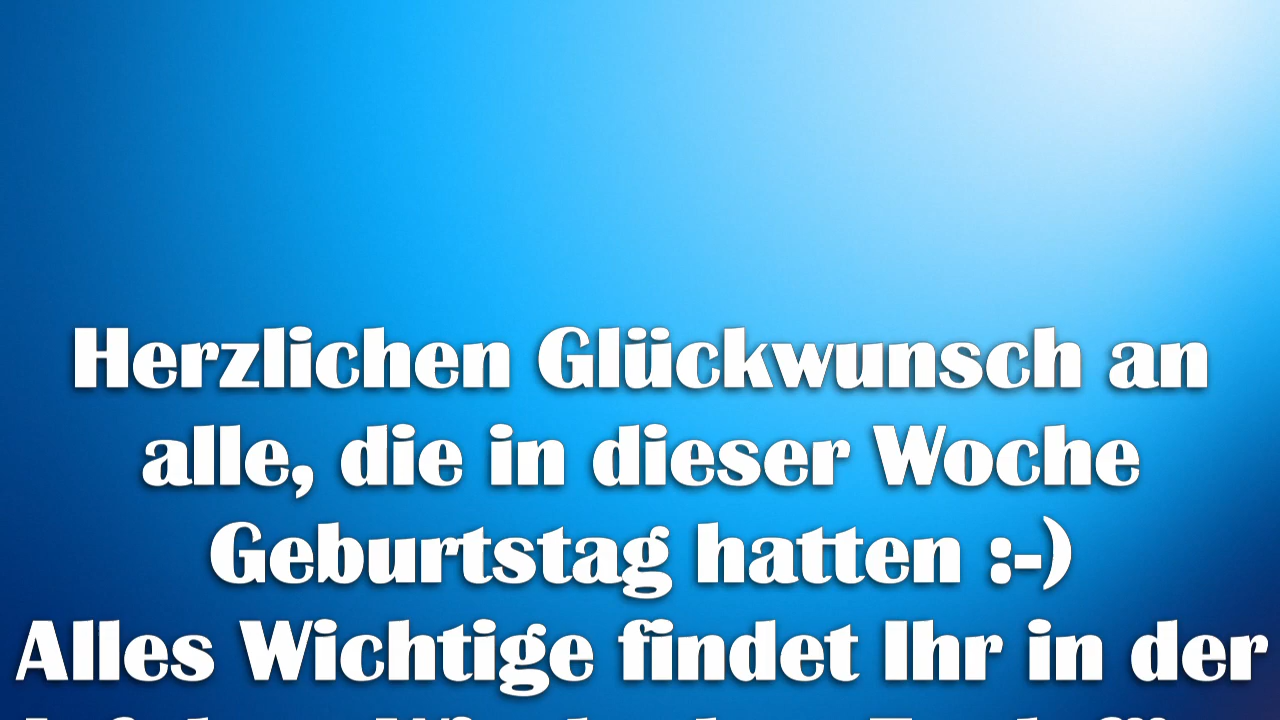 Herzlichen Glückwunsch an
alle, die in dieser Woche
Geburtstag hatten :-)
Alles Wichtige findet Ihr in der